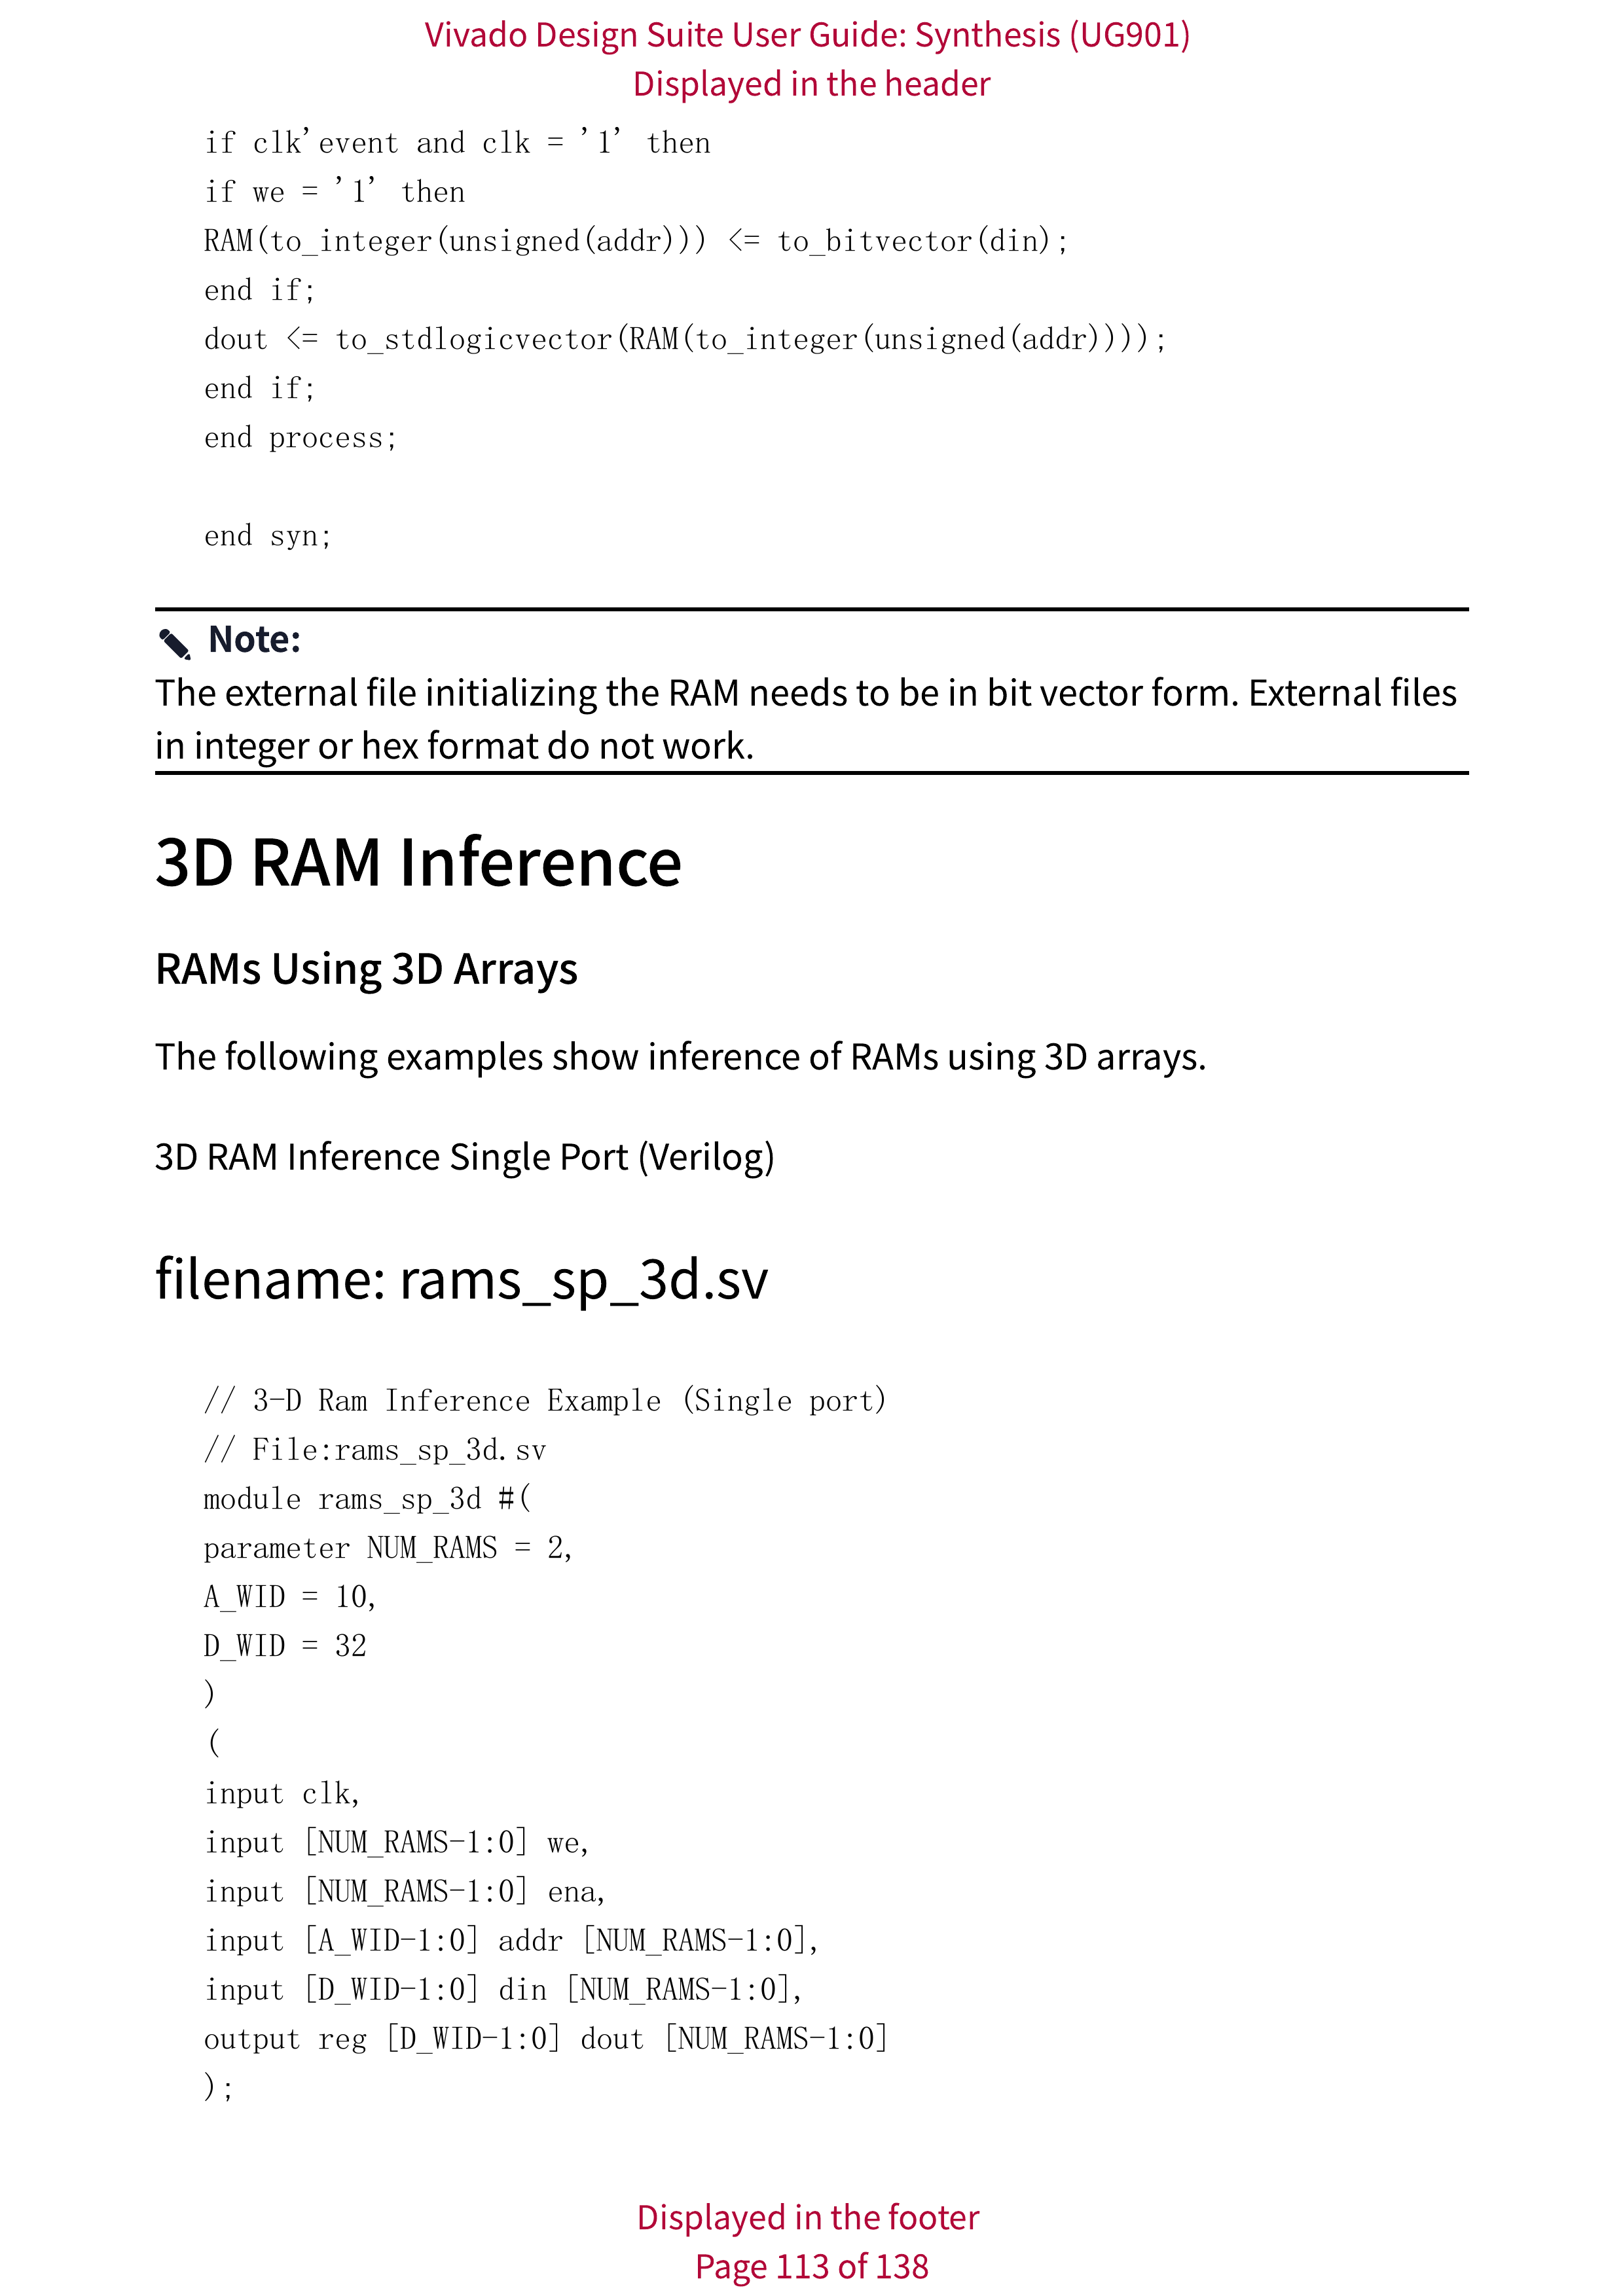 Vivado Design Suite User Guide: Synthesis (UG901)
Displayed in the header
if clk'event and clk = '1' then
if we = '1' then
RAM(to_integer(unsigned(addr))) <= to_bitvector(din);
end if;
dout <= to_stdlogicvector(RAM(to_integer(unsigned(addr))));
end if;
end process;
end syn;
Note:
The external file initializing the RAM needs to be in bit vector form. External files
in integer or hex format do not work.
3D RAM Inference
RAMs Using 3D Arrays
The following examples show inference of RAMs using 3D arrays.
3D RAM Inference Single Port (Verilog)
filename: rams_sp_3d.sv
// 3-D Ram Inference Example (Single port)
// File:rams_sp_3d.sv
module rams_sp_3d #(
parameter NUM_RAMS = 2,
A_WID = 10,
D_WID = 32
)
(
input clk,
input [NUM_RAMS-1:0] we,
input [NUM_RAMS-1:0] ena,
input [A_WID-1:0] addr [NUM_RAMS-1:0],
input [D_WID-1:0] din [NUM_RAMS-1:0],
output reg [D_WID-1:0] dout [NUM_RAMS-1:0]
);
Displayed in the footer
Page 113 of 138